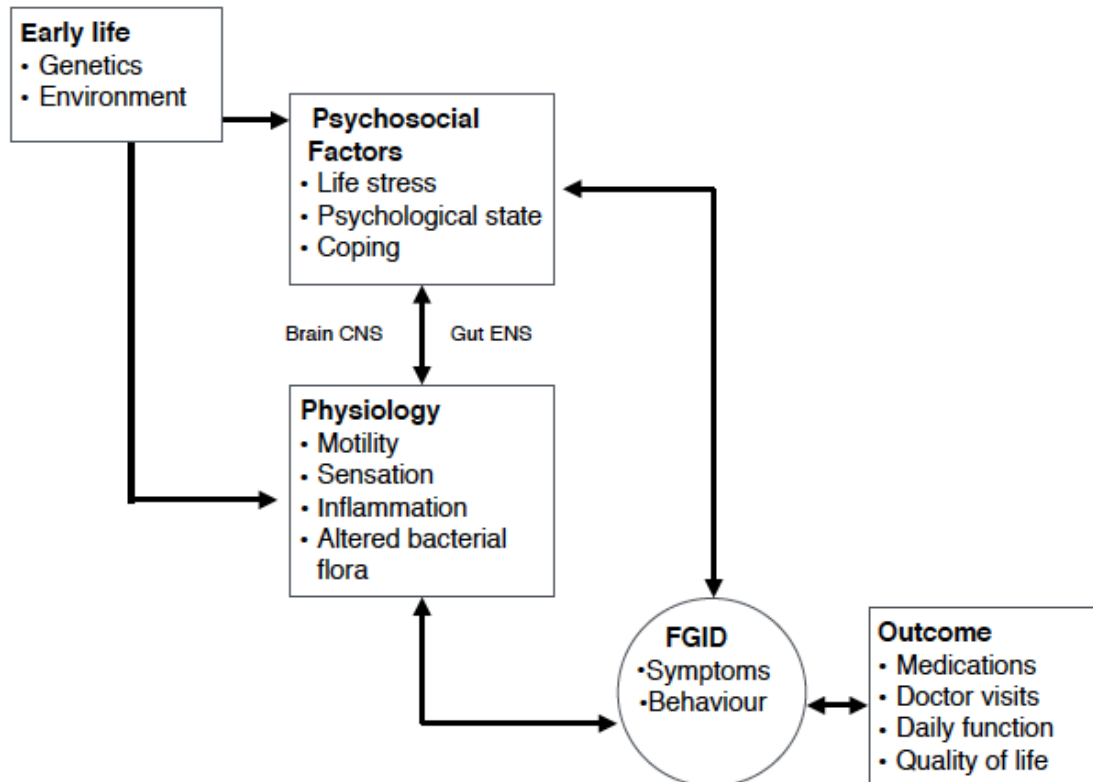 Early life
• Genetics
• Environment
Psychosocial
Factors
• Life stress
• Psychological state
• Coping
Brain CNS
Gut ENS
Physiology
• Motility
• Sensation
• Inflammation
• Altered bacterial
flora
FGID
•Symptoms
•Behaviour
Outcome
• Medications
• Doctor visits
• Daily function
• Quality of life